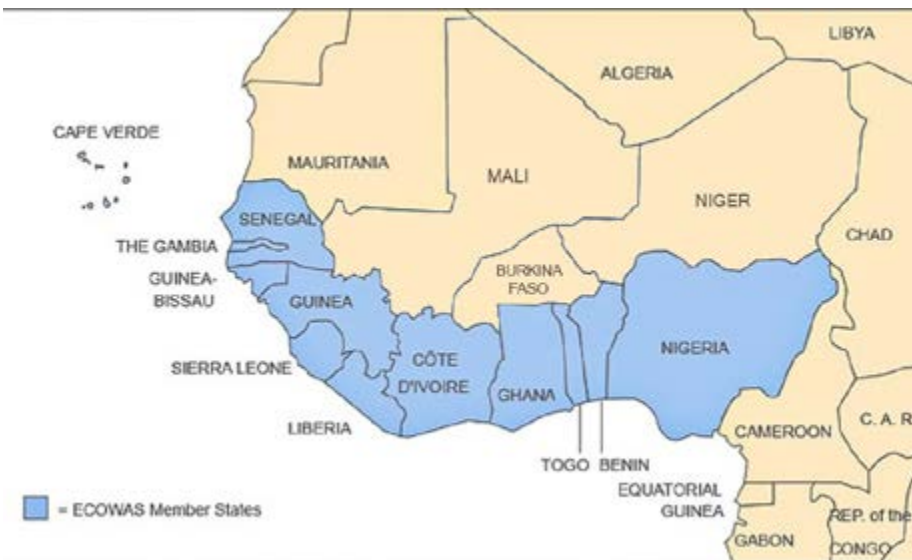 LIBYA
ALGERIA
CAPE VERDE
MAURITANIA
MALI
NIGER
SENEGAL
CHAD
THE GAMBIA
BURKINA
FASO
GUINEA-
BISSAU
GUINEA
NIGERIA
SIERRA LEONE
CÔTE
D'IVOIRE
GHANA
LIBERIA
CAMEROON
C. A. R
TOGO
BENIN
EQUATORIAL
GUINEA
= ECOWAS Member States
REP. of the
CONGO
GABON